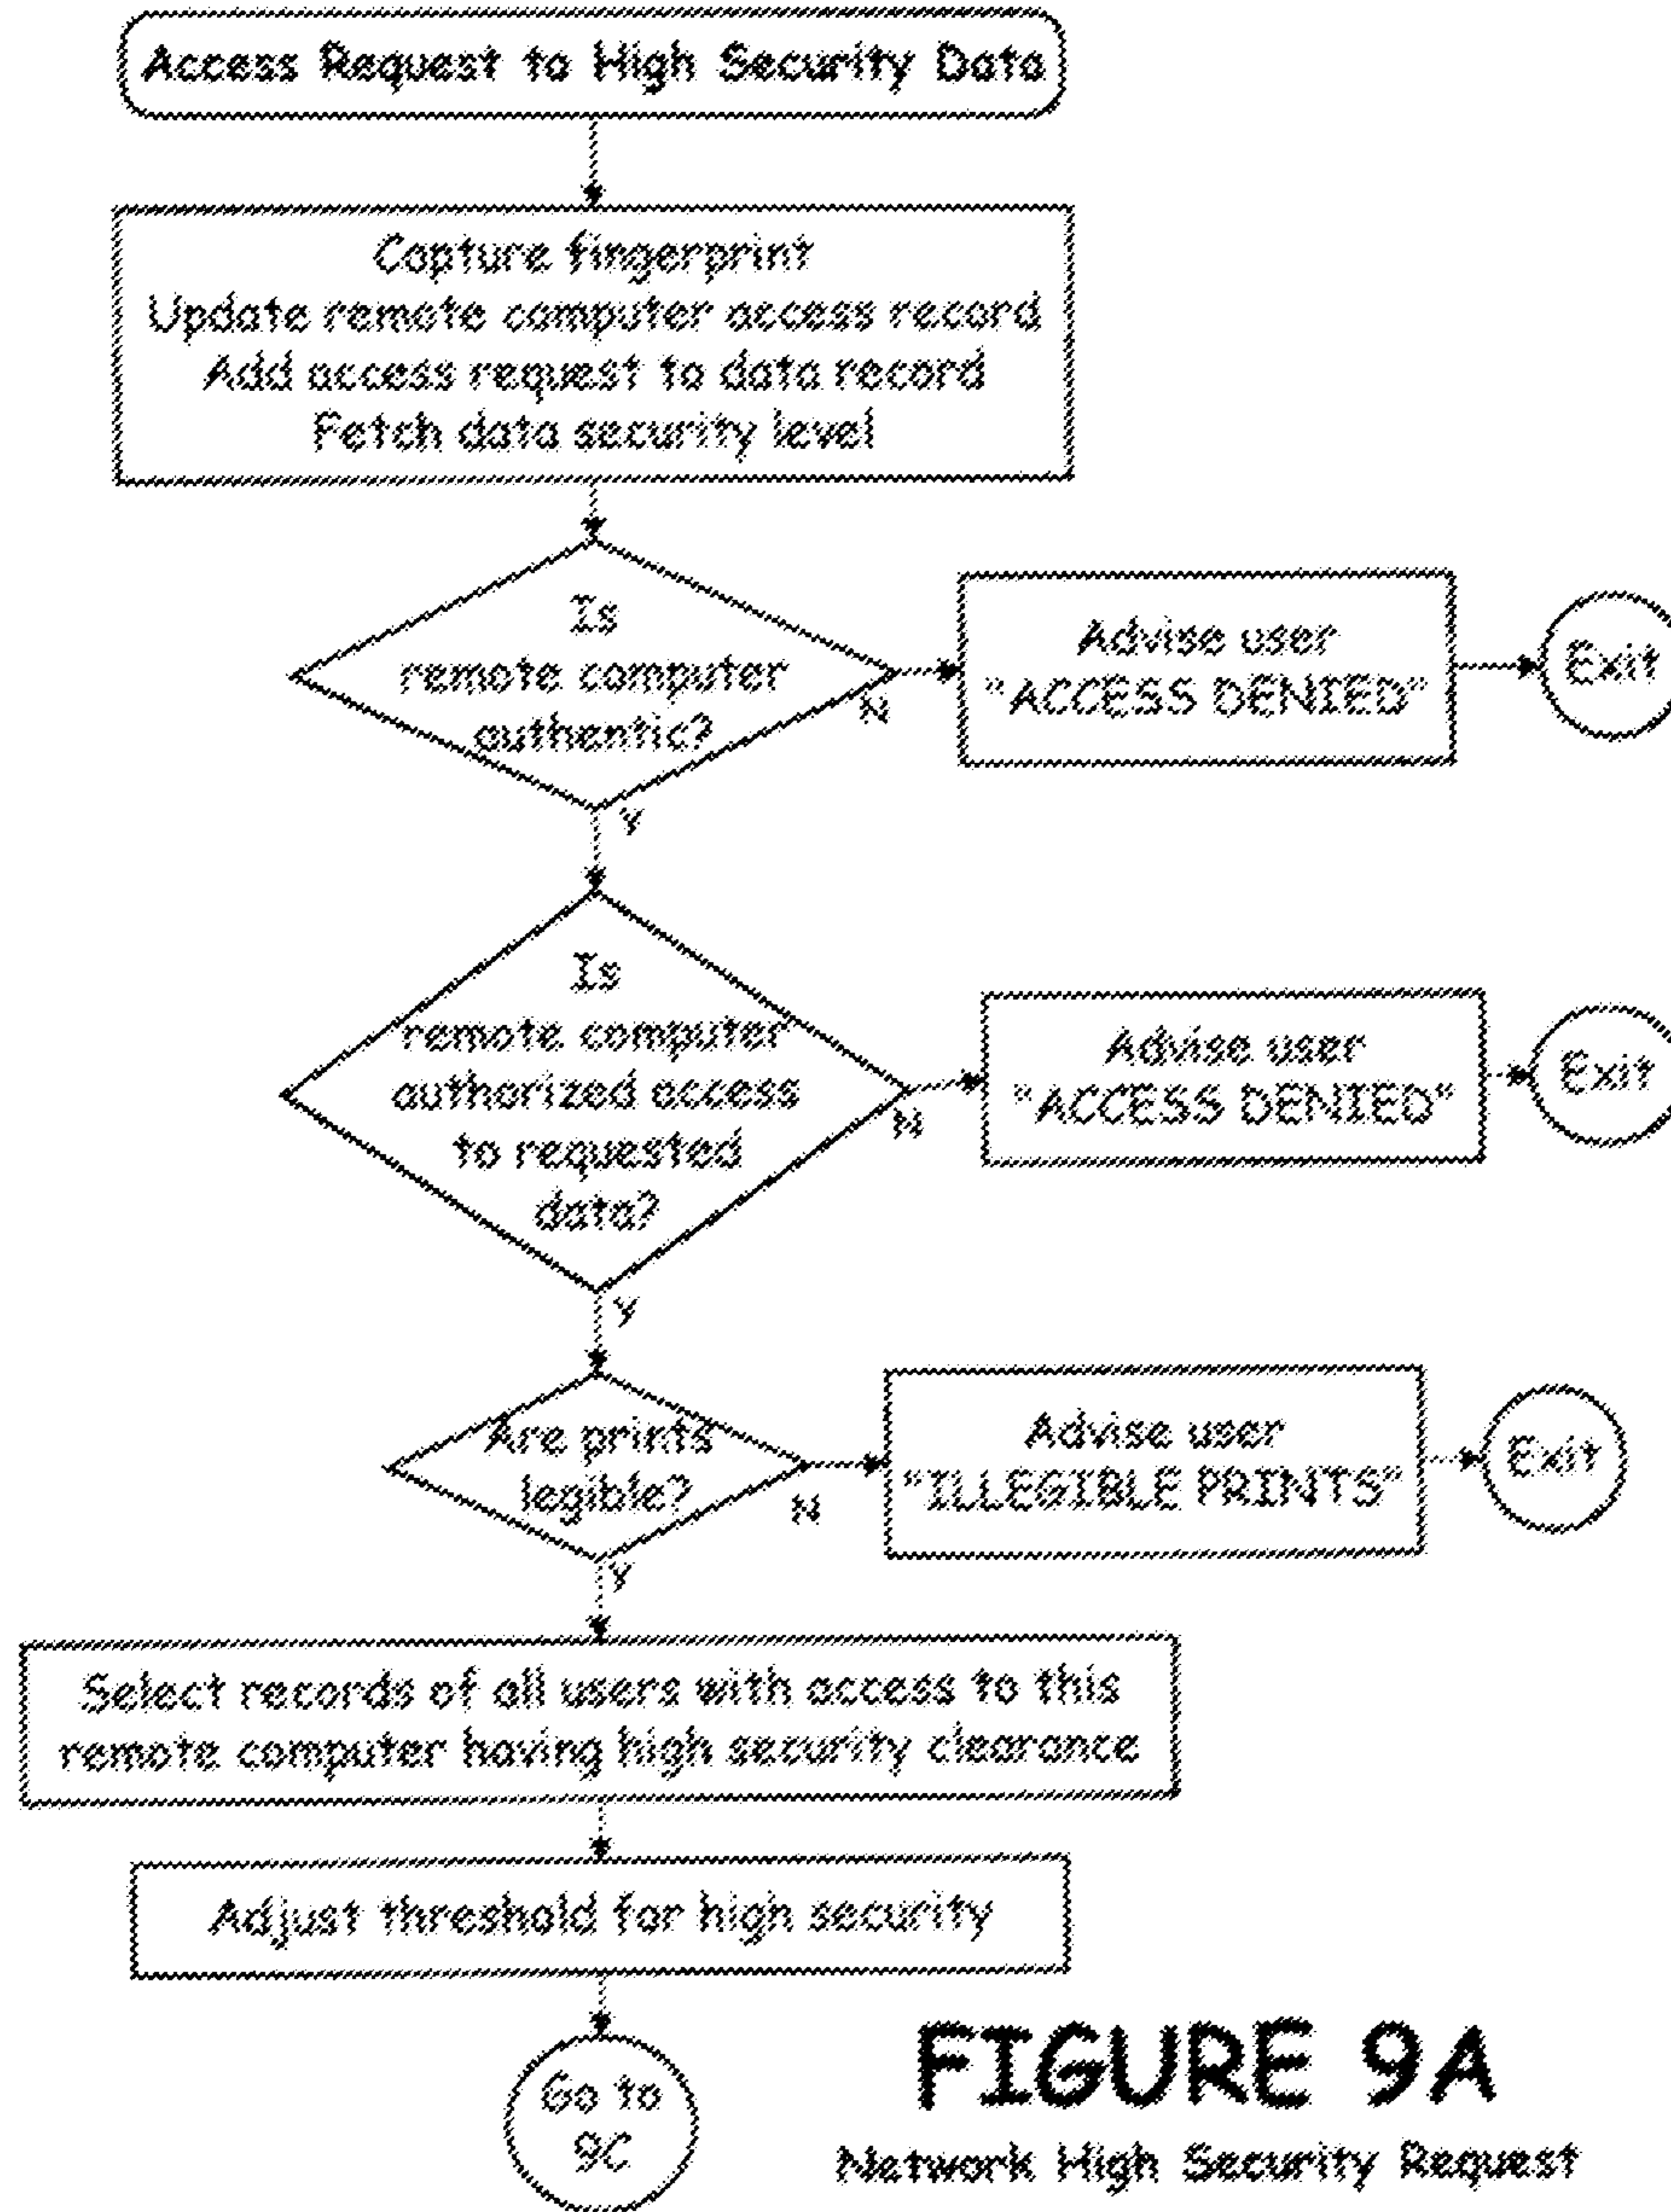 Access Request to High Security Data
Capture fingerprint
Update remote computer access record
Add access request to data record
Fetch data security level
Is
remote computer
authentic?
N
Advise user
"ACCESS DENIED"
Exit
Y
Is
remote computer
authorized access
to requested
data?
N
Advise user
"ACCESS DENIED"
Exit
Y
Are prints
legible?
N
Advise user
"ILLEGIBLE PRINTS"
Exit
Y
Select records of all users with access to this
remote computer having high security clearance
Adjust threshold for high security
Go to
9C
FIGURE 9A
Network High Security Request